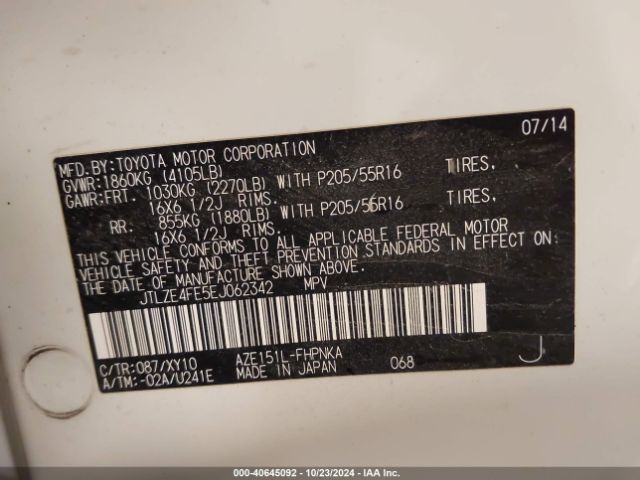 07/14
MFD.BY:TOYOTA MOTOR CORPORATION
GVWR:1860KG (4105LB)
GAWR:FRT. 1030KG (2270LB) WITH P205/55R16 TIRES,
16X6 1/2J RIMS.
RR. 855KG (1880LB) WITH P205/55R16 TIRES,
16X6 1/2J RIMS.
THIS VEHICLE CONFORMS TO ALL APPLICABLE FEDERAL MOTOR
VEHICLE SAFETY AND THEFT PREVENTION STANDARDS IN EFFECT ON
THE DATE OF MANUFACTURE SHOWN ABOVE.
JTLZE4FE5EJ062342 MPV
C/TR:087/XY10 AZE151L-FHPNKA J
A/TM:-02A/U241E MADE IN JAPAN 068
000-40645092 - 10/23/2024 - IAA Inc.